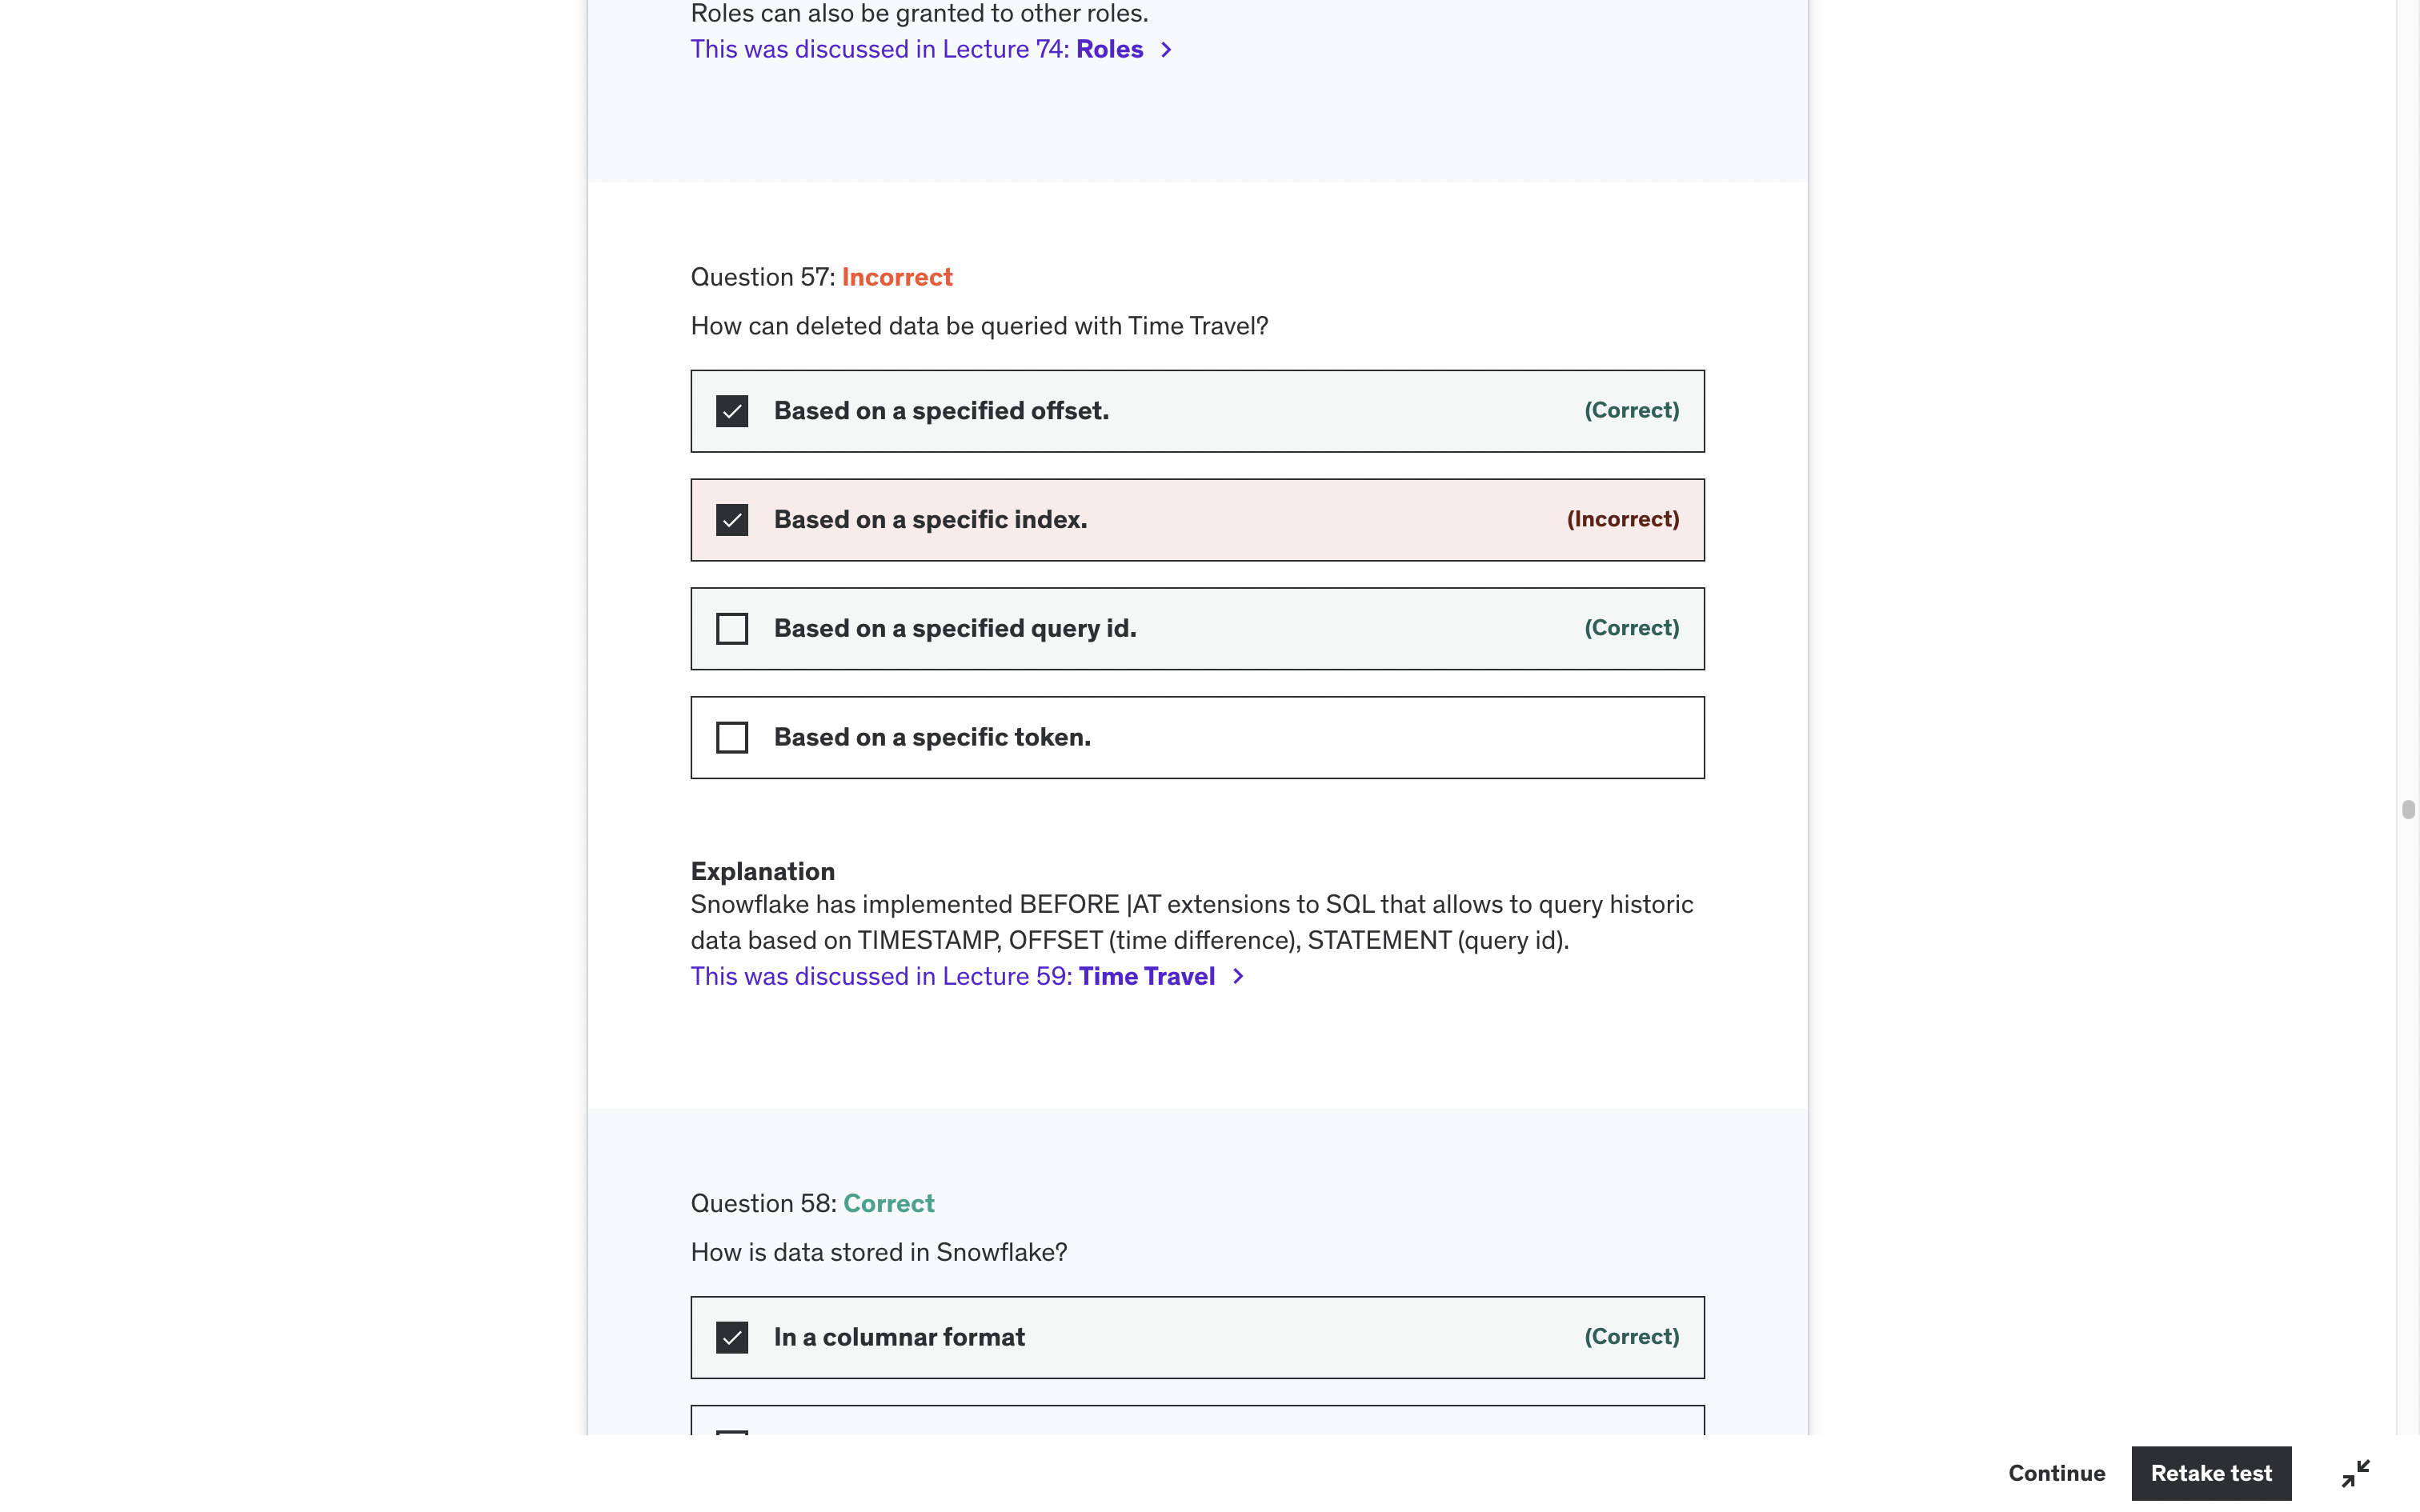 Roles can also be granted to other roles.
This was discussed in Lecture 74: Roles
Question 57: Incorrect
How can deleted data be queried with Time Travel?
Based on a specified offset. (Correct)
Based on a specific index. (Incorrect)
Based on a specified query id. (Correct)
Based on a specific token.
Explanation
Snowflake has implemented BEFORE |AT extensions to SQL that allows to query historic
data based on TIMESTAMP, OFFSET (time difference), STATEMENT (query id).
This was discussed in Lecture 59: Time Travel
Question 58: Correct
How is data stored in Snowflake?
In a columnar format (Correct)
Continue Retake test